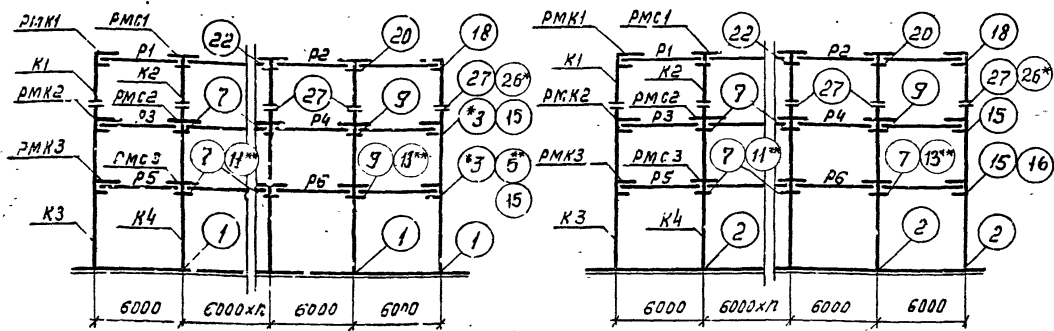 РМК1 РМС1 22 20 18
Р1 Р2
К1 К2 27 9 27 26*
РМК2 РМС2 7 *3 15
Р3 Р4
РМК3 РМС3 7 11** 9 13** *3 5** 15
Р5 Р6
К3 К4 1 1 1
6000 6000хп 6000 6000
РМК1 РМС1 22 20 18
Р1 Р2
К1 К2 27 9 27 26*
РМК2 РМС2 7 15
Р3 Р4
РМК3 РМС3 7 11** 7 13** 15 16
Р5 Р6
К3 К4 2 2 2
6000 6000хп 6000 6000